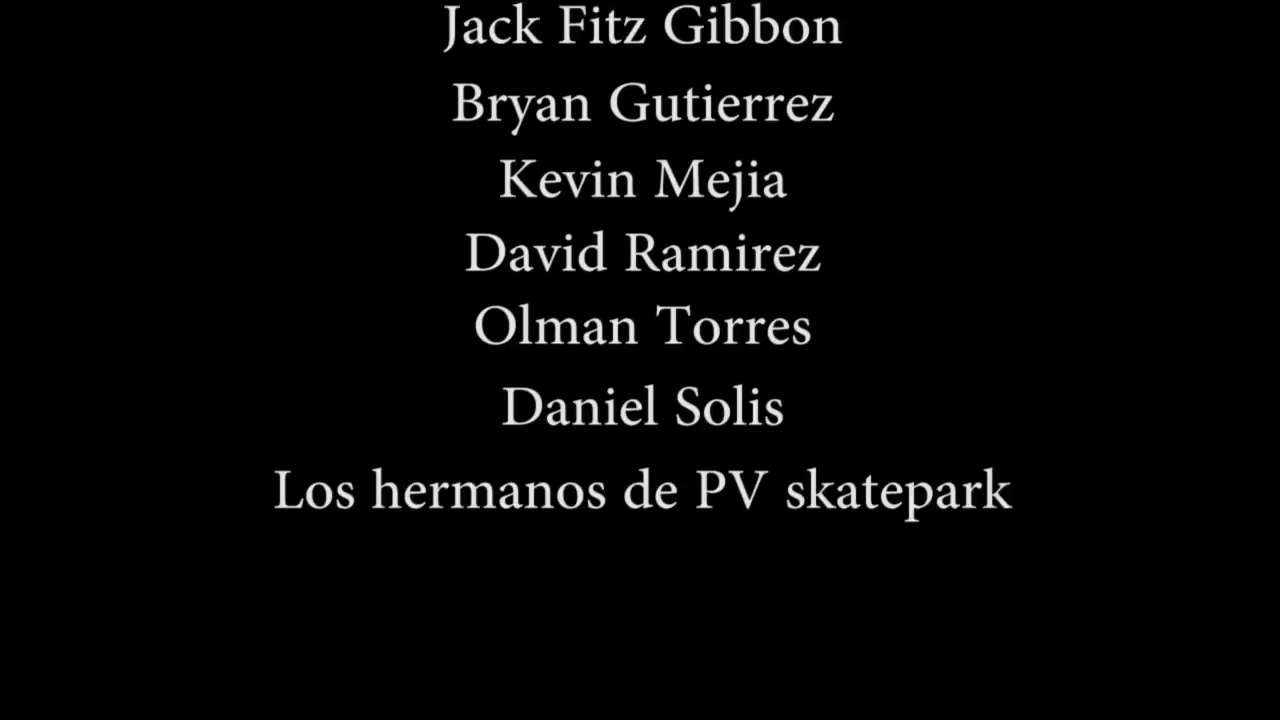 Jack Fitz Gibbon
Bryan Gutierrez
Kevin Mejia
David Ramirez
Olman Torres
Daniel Solis
Los hermanos de PV skatepark